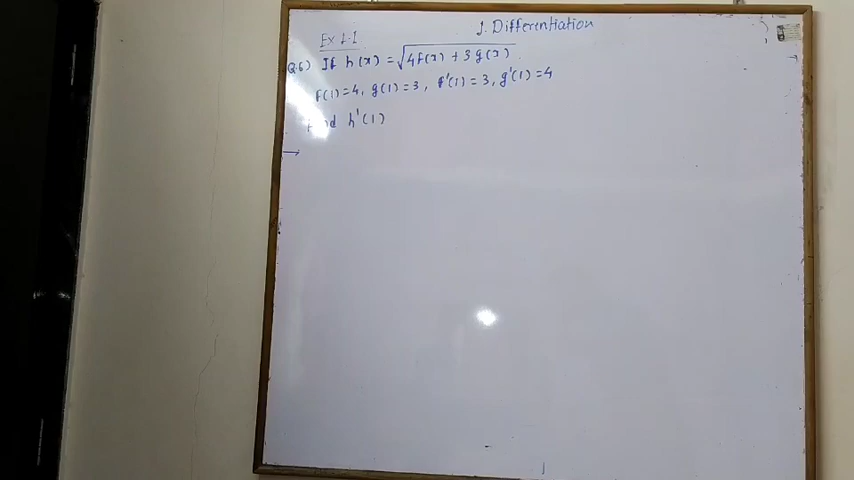 1. Differentiation
Ex 1.1
Q.6) If h(x) = √(4f(x) + 3g(x))
f(1)=4, g(1)=3, f'(1)=3, g'(1)=4
Find h'(1)
→